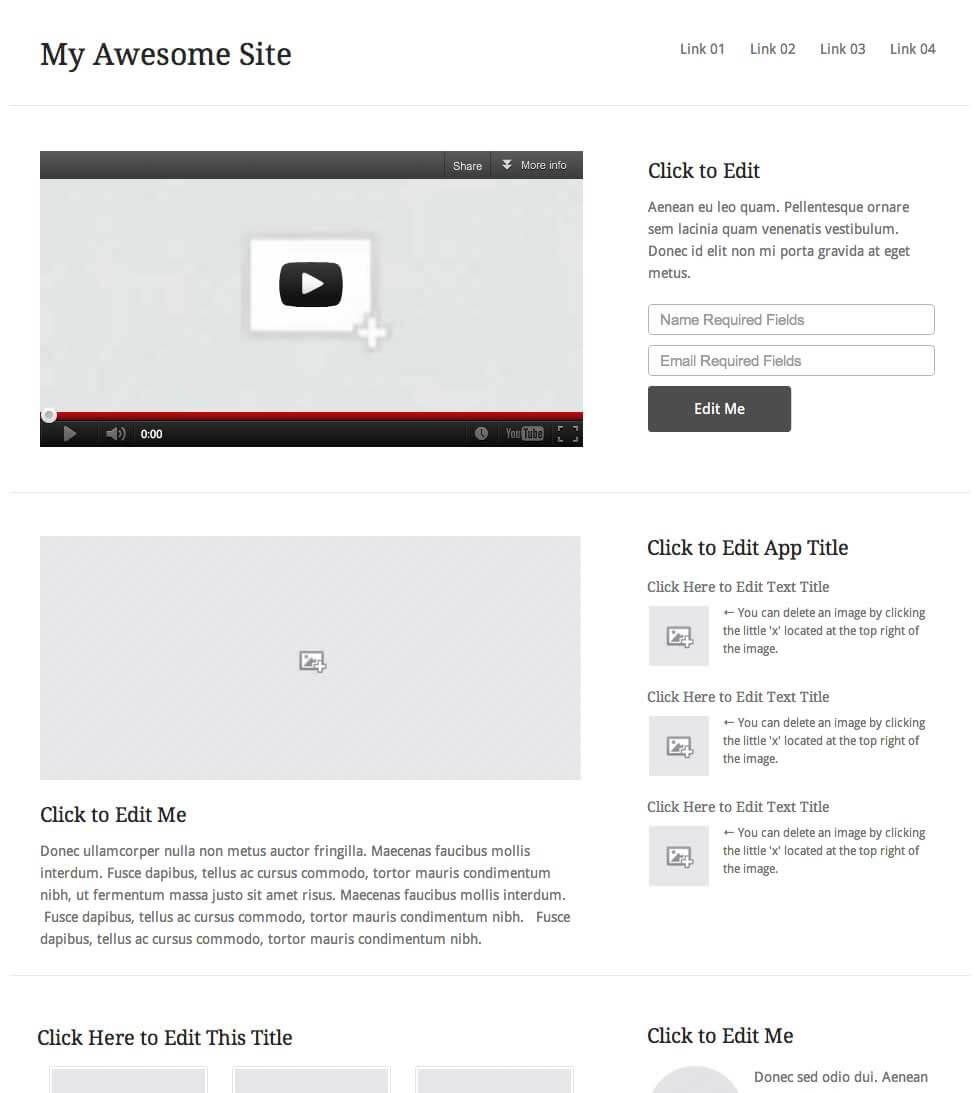 My Awesome Site
Link 01 Link 02 Link 03 Link 04
Share More info
0:00
YouTube
Click to Edit
Aenean eu leo quam. Pellentesque ornare
sem lacinia quam venenatis vestibulum.
Donec id elit non mi porta gravida at eget
metus.
Name Required Fields
Email Required Fields
Edit Me
Click to Edit Me
Donec ullamcorper nulla non metus auctor fringilla. Maecenas faucibus mollis
interdum. Fusce dapibus, tellus ac cursus commodo, tortor mauris condimentum
nibh, ut fermentum massa justo sit amet risus. Maecenas faucibus mollis interdum.
Fusce dapibus, tellus ac cursus commodo, tortor mauris condimentum nibh. Fusce
dapibus, tellus ac cursus commodo, tortor mauris condimentum nibh.
Click to Edit App Title
Click Here to Edit Text Title
← You can delete an image by clicking
the little 'x' located at the top right of
the image.
Click Here to Edit Text Title
← You can delete an image by clicking
the little 'x' located at the top right of
the image.
Click Here to Edit Text Title
← You can delete an image by clicking
the little 'x' located at the top right of
the image.
Click Here to Edit This Title
Click to Edit Me
Donec sed odio dui. Aenean